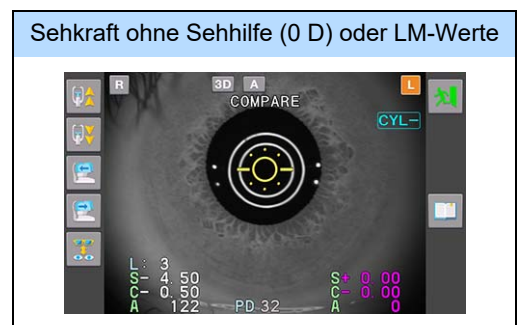 Sehkraft ohne Sehhilfe (0 D) oder LM-Werte
R 3D A L
COMPARE
CYL−
L: 3
S− 4.50 S+ 0.00
C− 0.50 C− 0.00
A 122 PD 32 A 0